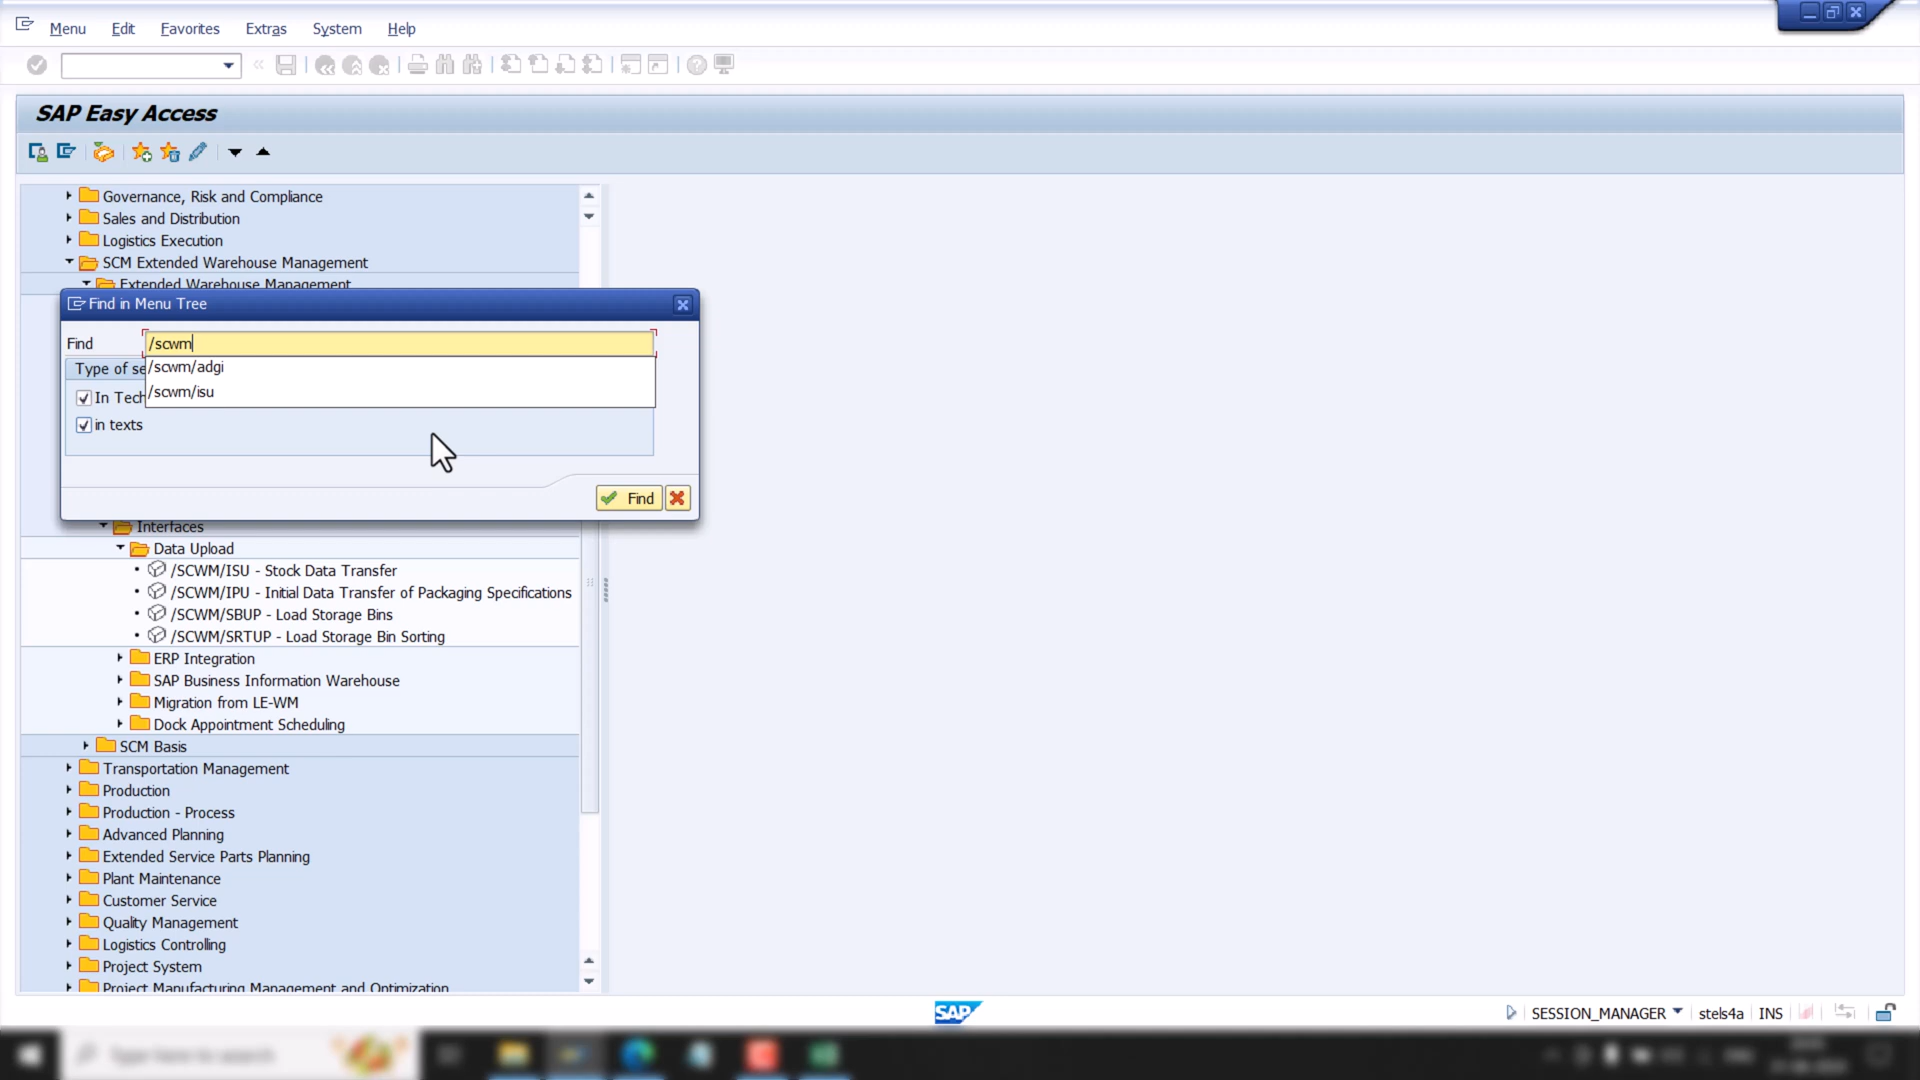 Menu Edit Favorites Extras System Help
SAP Easy Access
Governance, Risk and Compliance
Sales and Distribution
Logistics Execution
SCM Extended Warehouse Management
Extended Warehouse Management
Find in Menu Tree
Find /scwm
Type of se
/scwm/adgi
In Tech
/scwm/isu
in texts
Find
Interfaces
Data Upload
/SCWM/ISU - Stock Data Transfer
/SCWM/IPU - Initial Data Transfer of Packaging Specifications
/SCWM/SBUP - Load Storage Bins
/SCWM/SRTUP - Load Storage Bin Sorting
ERP Integration
SAP Business Information Warehouse
Migration from LE-WM
Dock Appointment Scheduling
SCM Basis
Transportation Management
Production
Production - Process
Advanced Planning
Extended Service Parts Planning
Plant Maintenance
Customer Service
Quality Management
Logistics Controlling
Project System
Project Manufacturing Management and Optimization
SAP
SESSION_MANAGER stels4a INS
Type here to search